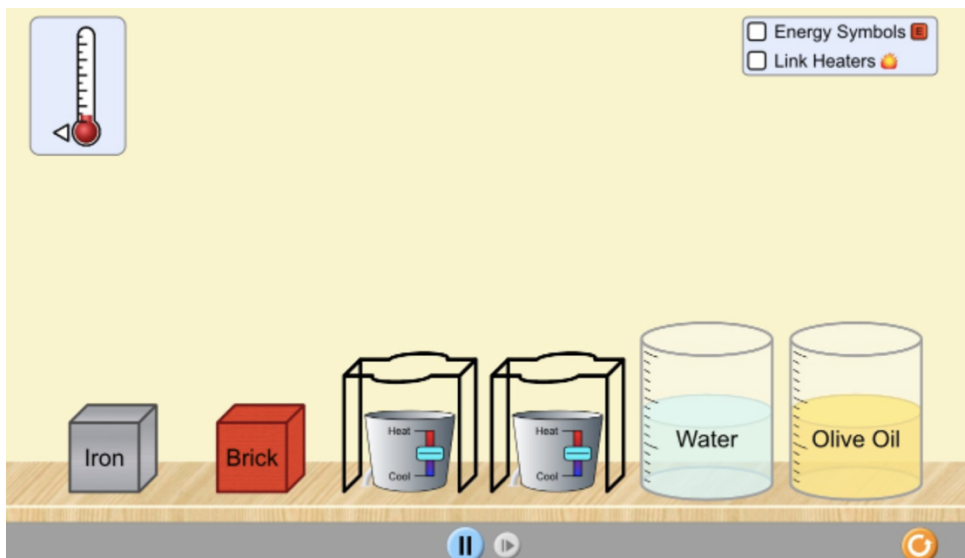 Energy Symbols E
Link Heaters
Iron
Brick
Heat
Cool
Heat
Cool
Water
Olive Oil